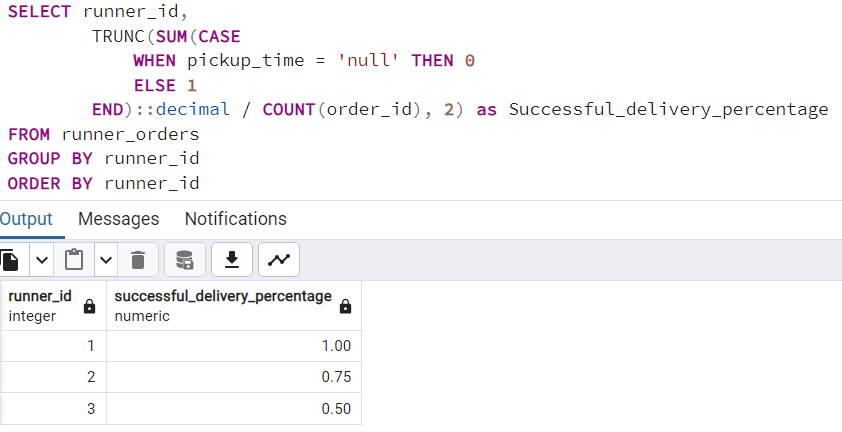 SELECT runner_id,
TRUNC(SUM(CASE
WHEN pickup_time = 'null' THEN 0
ELSE 1
END)::decimal / COUNT(order_id), 2) as Successful_delivery_percentage
FROM runner_orders
GROUP BY runner_id
ORDER BY runner_id
Output Messages Notifications
runner_id successful_delivery_percentage
integer numeric
1 1.00
2 0.75
3 0.50